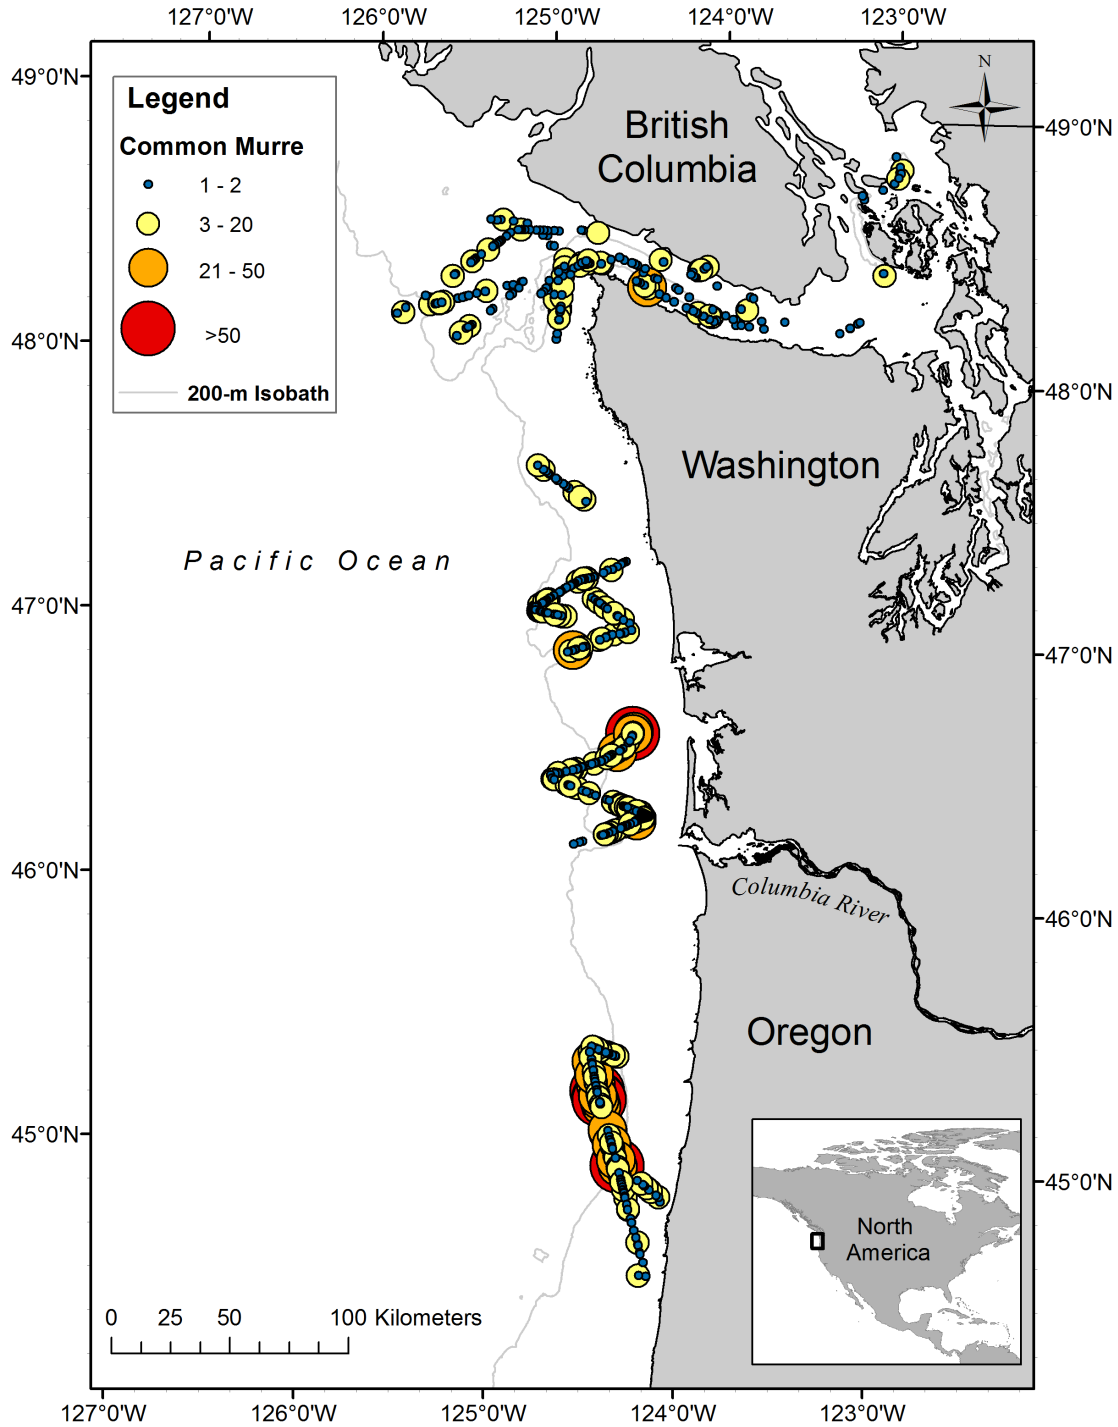 127°0'W 126°0'W 125°0'W 124°0'W 123°0'W
49°0'N
49°0'N
48°0'N
48°0'N
47°0'N
47°0'N
46°0'N
46°0'N
45°0'N
45°0'N
Legend
Common Murre
1 - 2
3 - 20
21 - 50
>50
200-m Isobath
N
British
Columbia
Washington
Pacific Ocean
Columbia River
Oregon
North
America
0 25 50 100 Kilometers
127°0'W 126°0'W 125°0'W 124°0'W 123°0'W